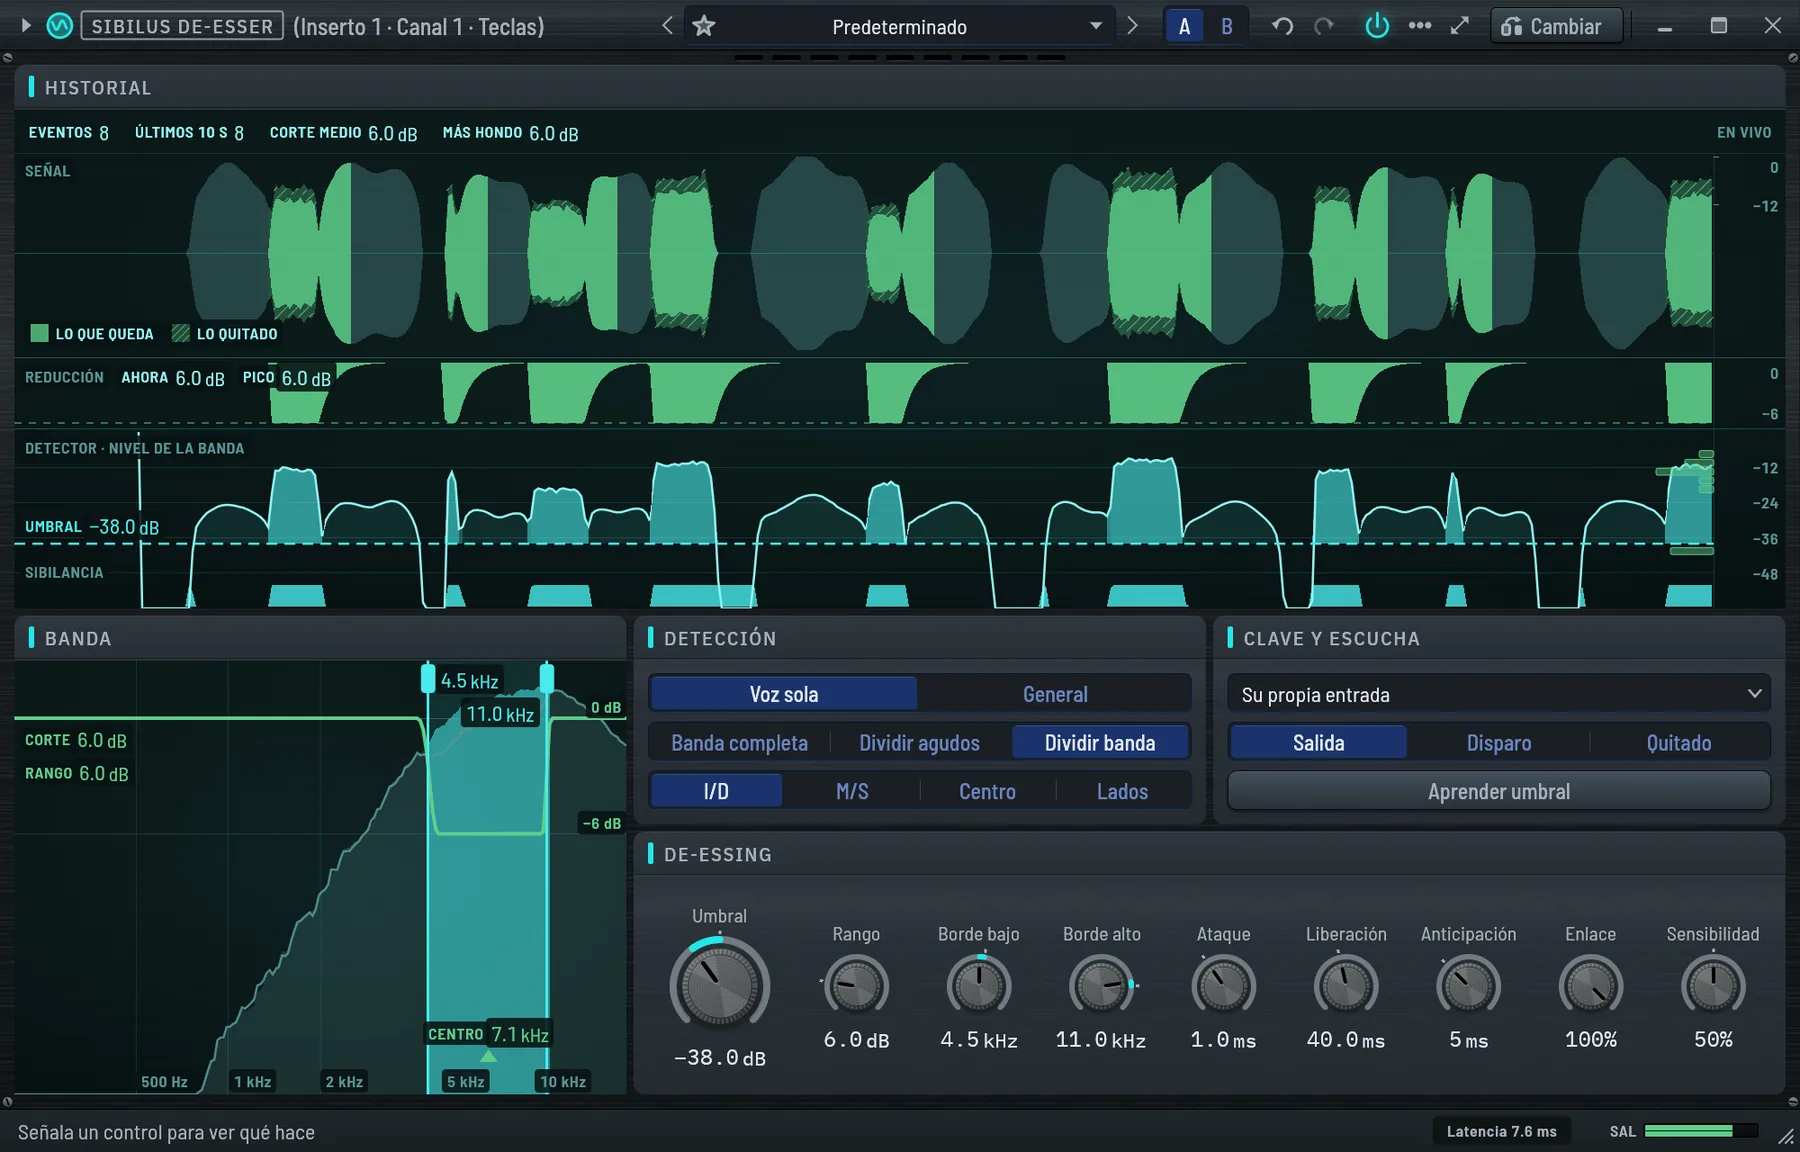 SIBILUS DE-ESSER (Inserto 1 · Canal 1 · Teclas) Predeterminado A B Cambiar
HISTORIAL
EVENTOS 8 ÚLTIMOS 10 S 8 CORTE MEDIO 6.0 dB MÁS HONDO 6.0 dB EN VIVO
SEÑAL
0
−12
LO QUE QUEDA LO QUITADO
REDUCCIÓN AHORA 6.0 dB PICO 6.0 dB
0
−6
DETECTOR · NIVEL DE LA BANDA
−12
−24
UMBRAL −38.0 dB
−36
SIBILANCIA
−48
BANDA
4.5 kHz
11.0 kHz
0 dB
CORTE 6.0 dB
RANGO 6.0 dB
−6 dB
CENTRO 7.1 kHz
500 Hz 1 kHz 2 kHz 5 kHz 10 kHz
DETECCIÓN
Voz sola General
Banda completa Dividir agudos Dividir banda
I/D M/S Centro Lados
CLAVE Y ESCUCHA
Su propia entrada
Salida Disparo Quitado
Aprender umbral
DE-ESSING
Umbral Rango Borde bajo Borde alto Ataque Liberación Anticipación Enlace Sensibilidad
−38.0 dB 6.0 dB 4.5 kHz 11.0 kHz 1.0 ms 40.0 ms 5 ms 100% 50%
Señala un control para ver qué hace
Latencia 7.6 ms SAL